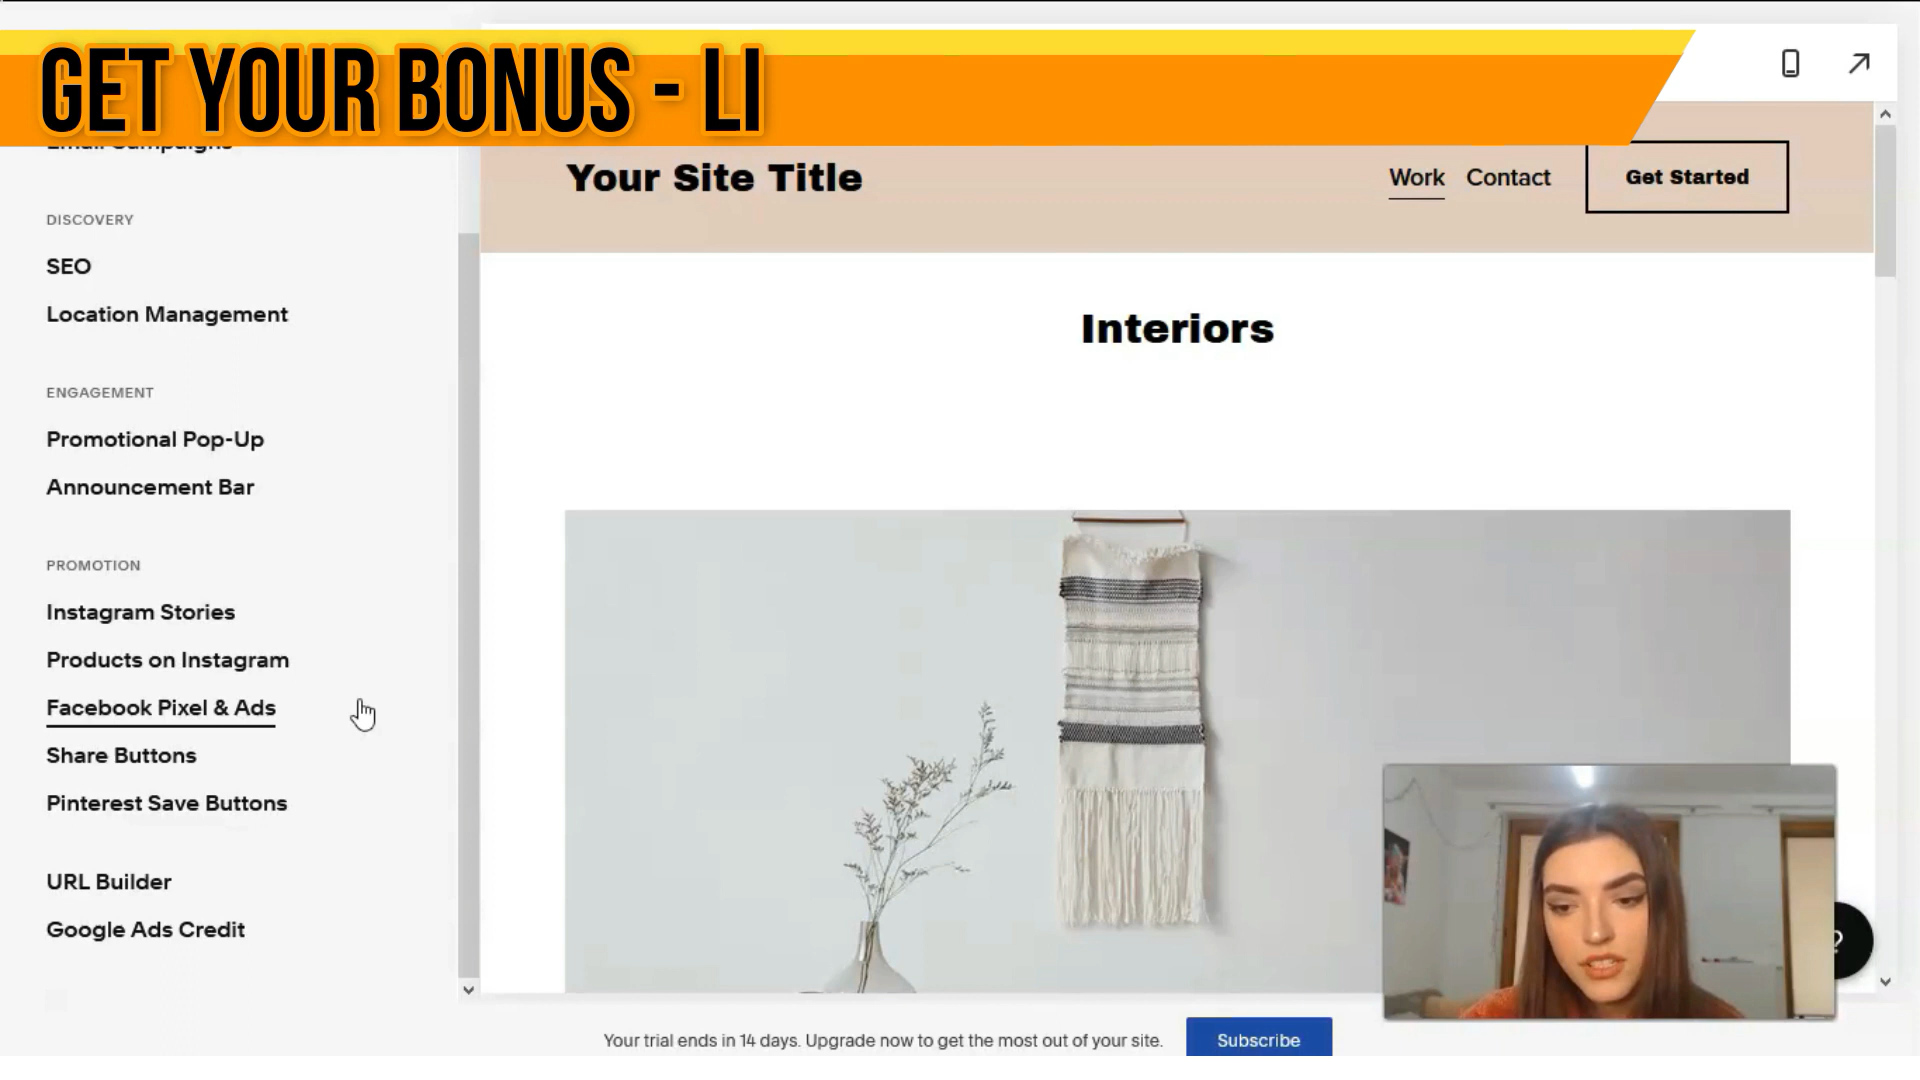 GET YOUR BONUS - LI
Email Campaigns
Your Site Title
Work Contact Get Started
DISCOVERY
SEO
Location Management
Interiors
ENGAGEMENT
Promotional Pop-Up
Announcement Bar
PROMOTION
Instagram Stories
Products on Instagram
Facebook Pixel & Ads
Share Buttons
Pinterest Save Buttons
URL Builder
Google Ads Credit
?
Your trial ends in 14 days. Upgrade now to get the most out of your site. Subscribe